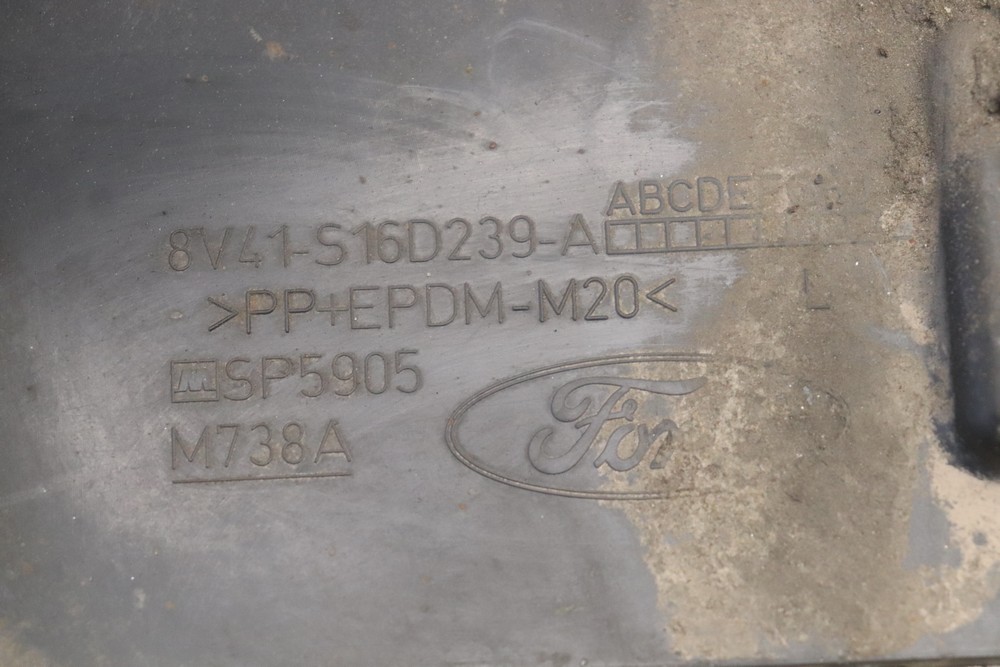 ABCDE
8V41-S16D239-A
>PP+EPDM-M20< L
M SP5905
M738A
Ford